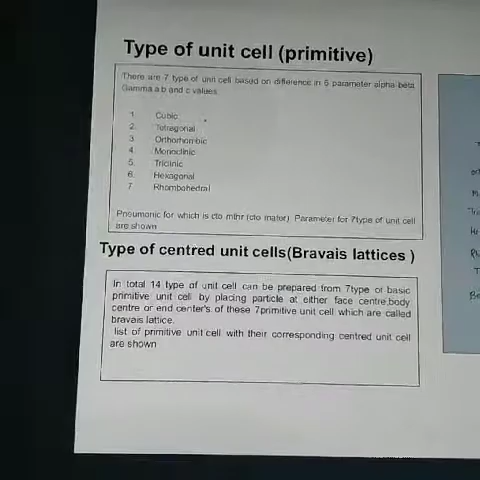 Type of unit cell (primitive)
There are 7 type of unit cell based on difference in 6 parameter alpha beta
Gamma a b and c values
1. Cubic
2. Tetragonal
3. Orthorhombic
4. Monoclinic
5. Triclinic
6. Hexagonal
7. Rhombohedral
Pneumonic for which is cto mthr (cto mator) Parameter for 7type of unit cell
are shown
Type of centred unit cells(Bravais lattices )
In total 14 type of unit cell can be prepared from 7type of basic
primitive unit cell by placing particle at either face centre,body
centre or end center's of these 7primitive unit cell which are called
bravais lattice.
list of primitive unit cell with their corresponding centred unit cell
are shown